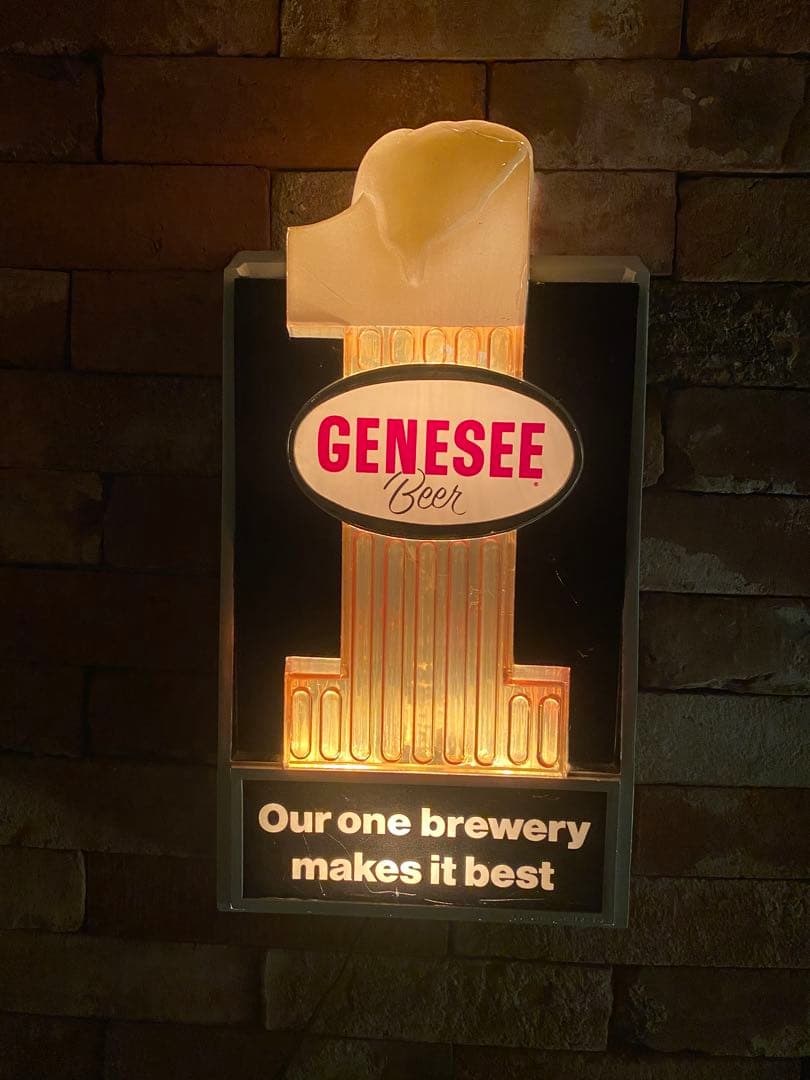 GENESEE
Beer
Our one brewery
makes it best